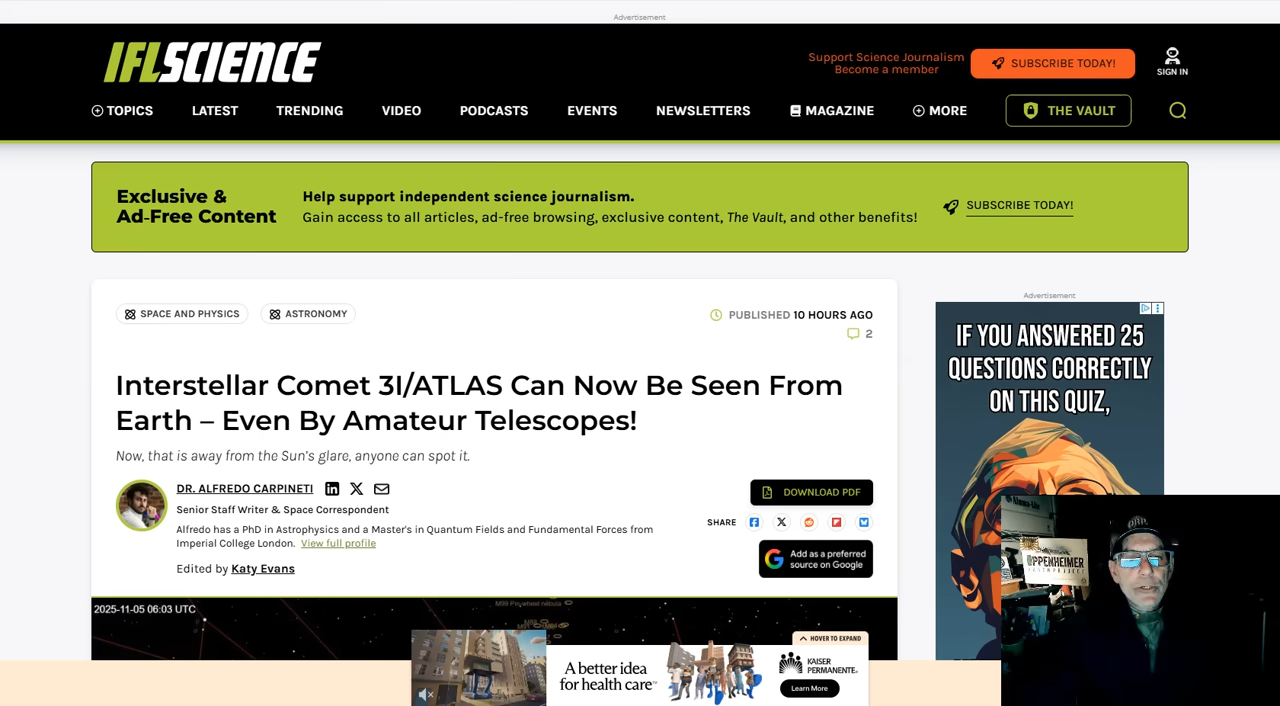 Advertisement
IFLSCIENCE
Support Science Journalism
Become a member
SUBSCRIBE TODAY!
SIGN IN
TOPICS
LATEST
TRENDING
VIDEO
PODCASTS
EVENTS
NEWSLETTERS
MAGAZINE
MORE
THE VAULT
Exclusive &
Ad-Free Content
Help support independent science journalism.
Gain access to all articles, ad-free browsing, exclusive content, The Vault, and other benefits!
SUBSCRIBE TODAY!
SPACE AND PHYSICS
ASTRONOMY
PUBLISHED 10 HOURS AGO
2
Interstellar Comet 3I/ATLAS Can Now Be Seen From
Earth – Even By Amateur Telescopes!
Now, that is away from the Sun's glare, anyone can spot it.
DR. ALFREDO CARPINETI
Senior Staff Writer & Space Correspondent
Alfredo has a PhD in Astrophysics and a Master's in Quantum Fields and Fundamental Forces from
Imperial College London. View full profile
Edited by Katy Evans
DOWNLOAD PDF
SHARE
Add as a preferred
source on Google
2025-11-05 06:03 UTC
HOVER TO EXPAND
A better idea
for health care
KAISER
PERMANENTE
Learn More
Advertisement
IF YOU ANSWERED 25
QUESTIONS CORRECTLY
ON THIS QUIZ,
OPPENHEIMER